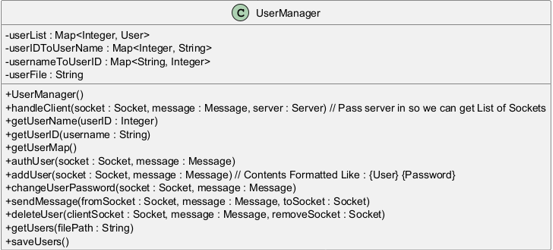 C UserManager
-userList : Map<Integer, User>
-userIDToUserName : Map<Integer, String>
-usernameToUserID : Map<String, Integer>
-userFile : String
+UserManager()
+handleClient(socket : Socket, message : Message, server : Server) // Pass server in so we can get List of Sockets
+getUserName(userID : Integer)
+getUserID(username : String)
+getUserMap()
+authUser(socket : Socket, message : Message)
+addUser(socket : Socket, message : Message) // Contents Formatted Like : {User} {Password}
+changeUserPassword(socket : Socket, message : Message)
+sendMessage(fromSocket : Socket, message : Message, toSocket : Socket)
+deleteUser(clientSocket : Socket, message : Message, removeSocket : Socket)
+getUsers(filePath : String)
+saveUsers()